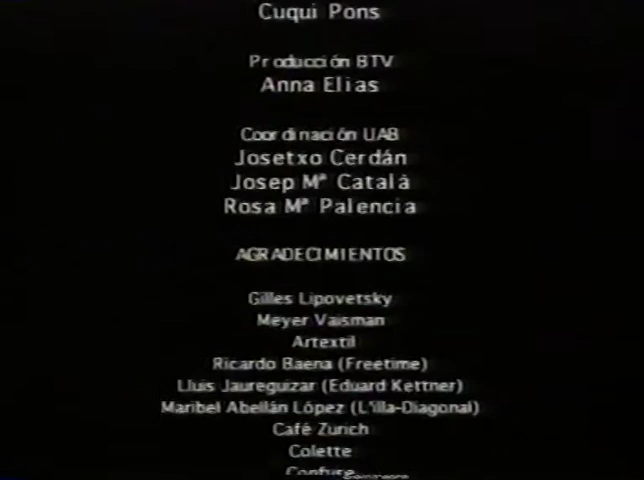 Cuqui Pons
Producción BTV
Anna Elias
Coordinación UAB
Josetxo Cerdán
Josep Mª Català
Rosa Mª Palencia
AGRADECIMIENTOS
Gilles Lipovetsky
Meyer Vaisman
Artextil
Ricardo Baena (Freetime)
Lluis Jaureguizar (Eduard Kettner)
Maribel Abellán López (L'illa-Diagonal)
Café Zurich
Colette